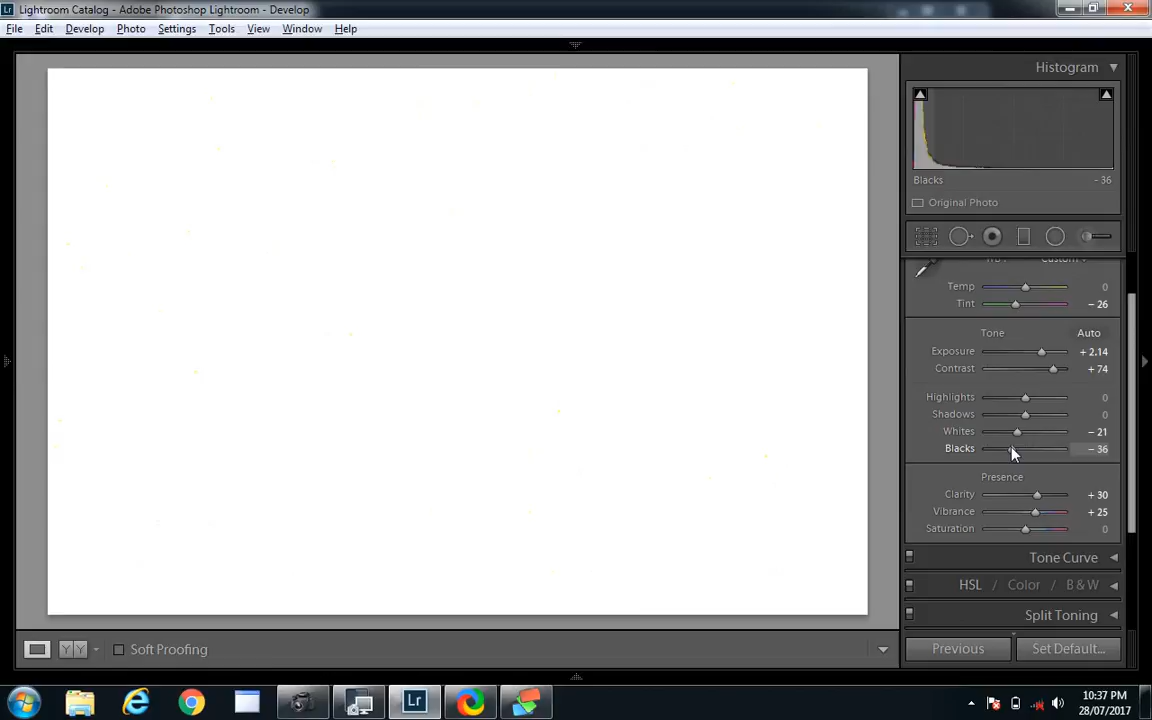 Lightroom Catalog - Adobe Photoshop Lightroom - Develop
File Edit Develop Photo Settings Tools View Window Help
Histogram
Blacks - 36
Original Photo
Custom
Temp 0
Tint - 26
Tone Auto
Exposure + 2.14
Contrast + 74
Highlights 0
Shadows 0
Whites - 21
Blacks - 36
Presence
Clarity + 30
Vibrance + 25
Saturation 0
Tone Curve
HSL / Color / B & W
Split Toning
Y Y Soft Proofing
Previous Set Default...
Lr
10:37 PM
28/07/2017